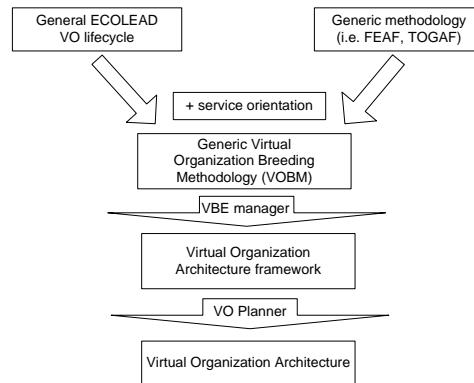 General ECOLEAD
VO lifecycle
Generic methodology
(i.e. FEAF, TOGAF)
+ service orientation
Generic Virtual
Organization Breeding
Methodology (VOBM)
VBE manager
Virtual Organization
Architecture framework
VO Planner
Virtual Organization Architecture